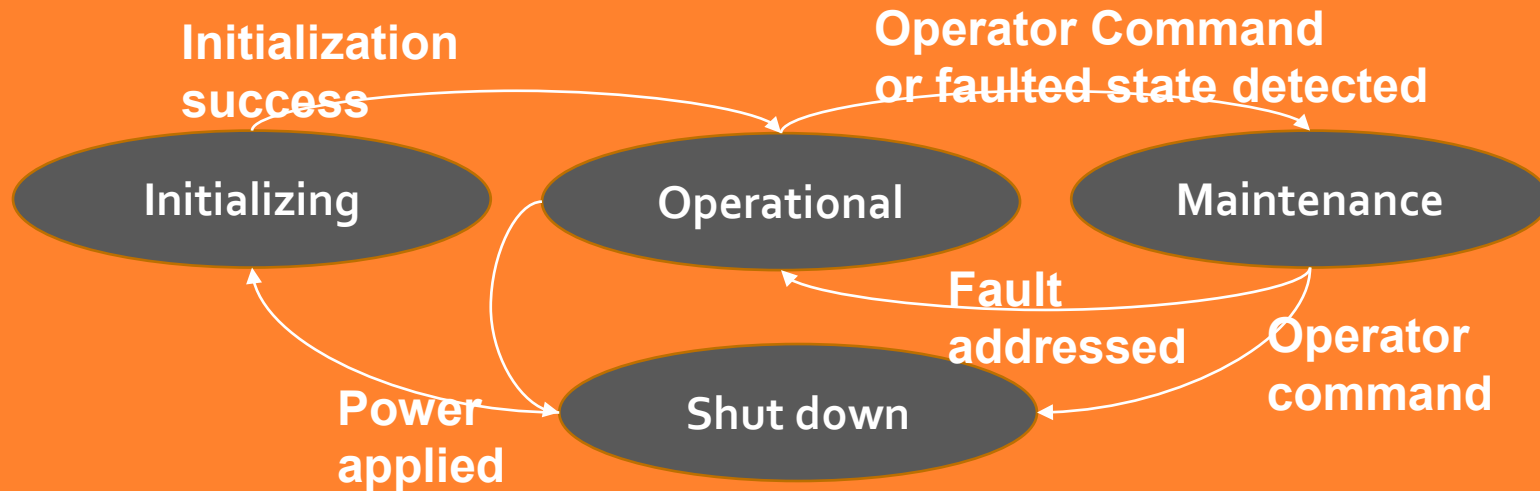 Initialization
success
Operator Command
or faulted state detected
Initializing
Operational
Maintenance
Fault
addressed
Operator
command
Shut down
Power
applied